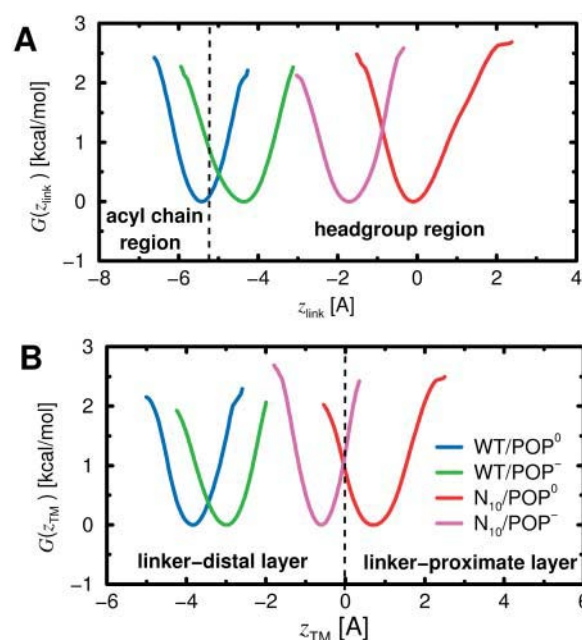 A
G(z_link) [kcal/mol]
3
2
1
0
−1
acyl chain
region
headgroup region
−8 −6 −4 −2 0 2 4
z_link [A]
B
G(z_TM) [kcal/mol]
3
2
1
0
−1
WT/POP⁰
WT/POP⁻
N₁₀/POP⁰
N₁₀/POP⁻
linker−distal layer
linker−proximate layer
−6 −4 −2 0 2 4 6
z_TM [A]